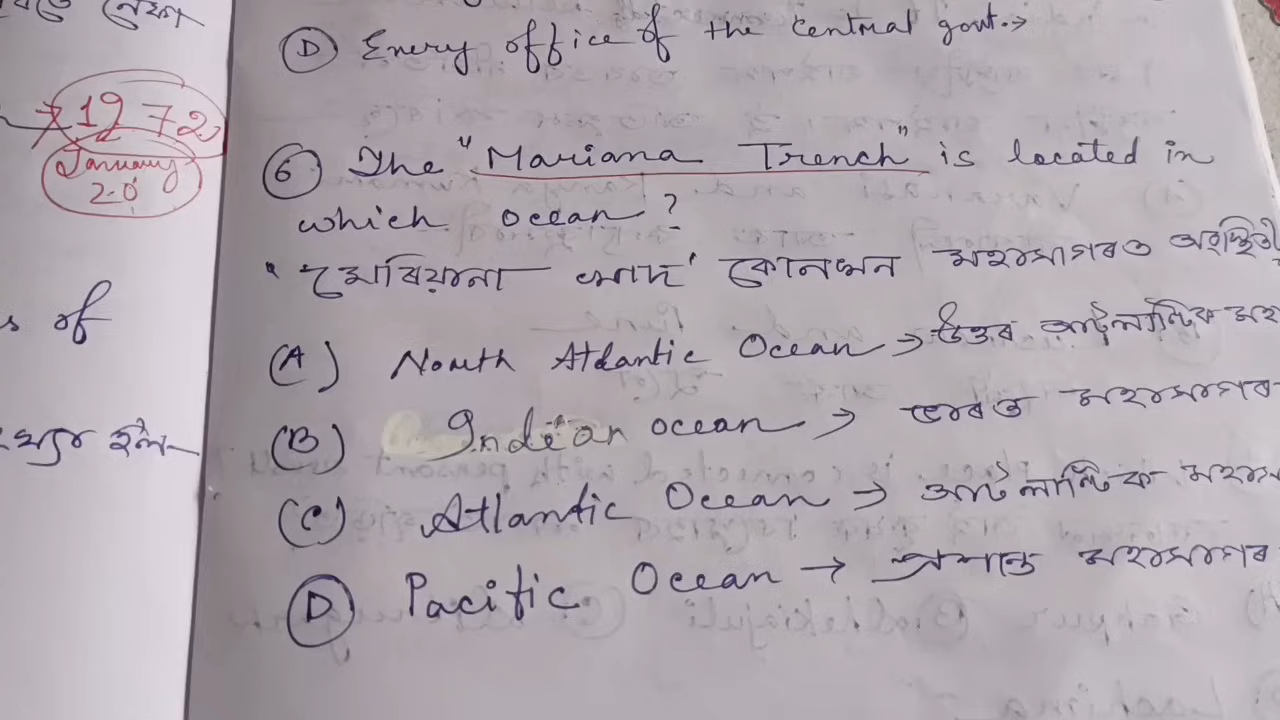 1972
January
20
s of
হ'ল-
(D) Every office of the central govt. →
(6) The "Mariana Trench" is located in
which ocean?
'মেৰিয়ানা খাদ' কোনখন মহাসাগৰত অৱস্থিত
(A) North Atlantic Ocean → উত্তৰ আটলাণ্টিক মহা
(B) Indian ocean → ভাৰত মহাসাগৰ
(C) Atlantic Ocean → আটলাণ্টিক মহাসা
(D) Pacific Ocean → প্ৰশান্ত মহাসাগৰ